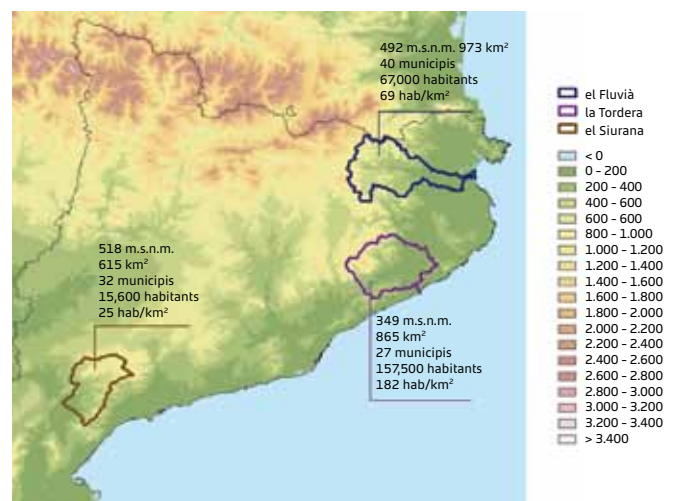 492 m.s.n.m. 973 km²
40 municipis
67,000 habitants
69 hab/km²
518 m.s.n.m.
615 km²
32 municipis
15,600 habitants
25 hab/km²
349 m.s.n.m.
865 km²
27 municipis
157,500 habitants
182 hab/km²
el Fluvià
la Tordera
el Siurana
< 0
0 - 200
200 - 400
400 - 600
600 - 600
800 - 1.000
1.000 - 1.200
1.200 - 1.400
1.400 - 1.600
1.600 - 1.800
1.800 - 2.000
2.000 - 2.200
2.200 - 2.400
2.400 - 2.600
2.600 - 2.800
2.800 - 3.000
3.000 - 3.200
3.200 - 3.400
> 3.400